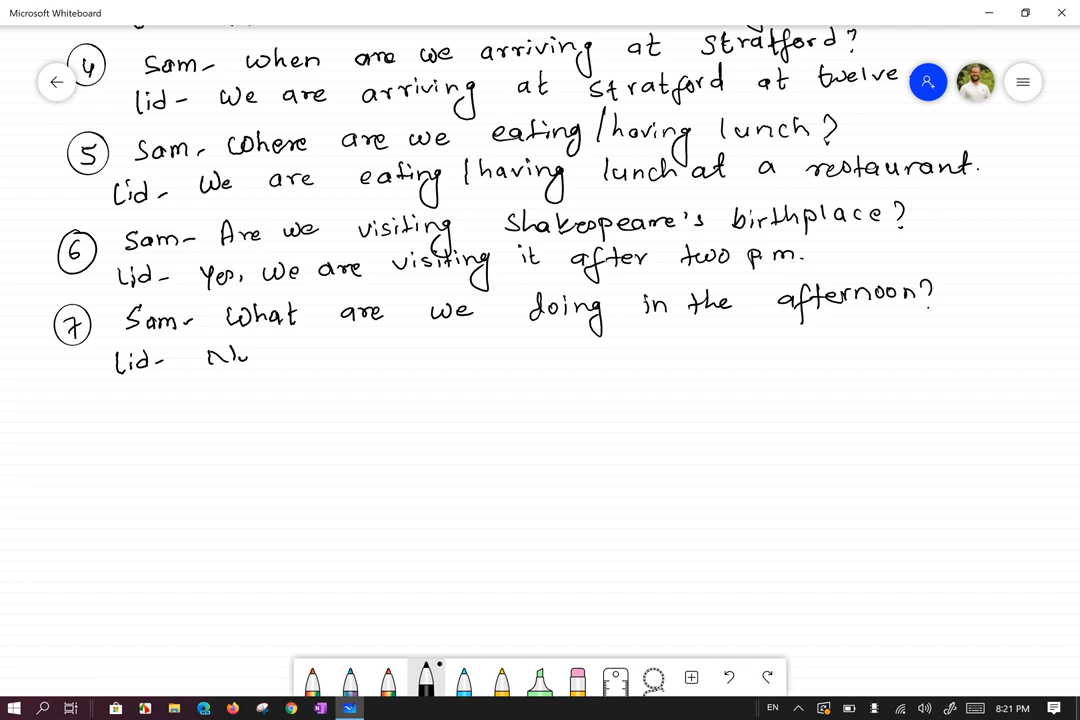 Microsoft Whiteboard
4 Sam- when are we arriving at Stratford?
Lid- We are arriving at Stratford at twelve
5 Sam- Where are we eating/having lunch?
Lid- We are eating/having lunch at a restaurant.
6 Sam- Are we visiting Shakespeare's birthplace?
Lid- Yes, we are visiting it after two p.m.
7 Sam- What are we doing in the afternoon?
Lid-
EN 8:21 PM